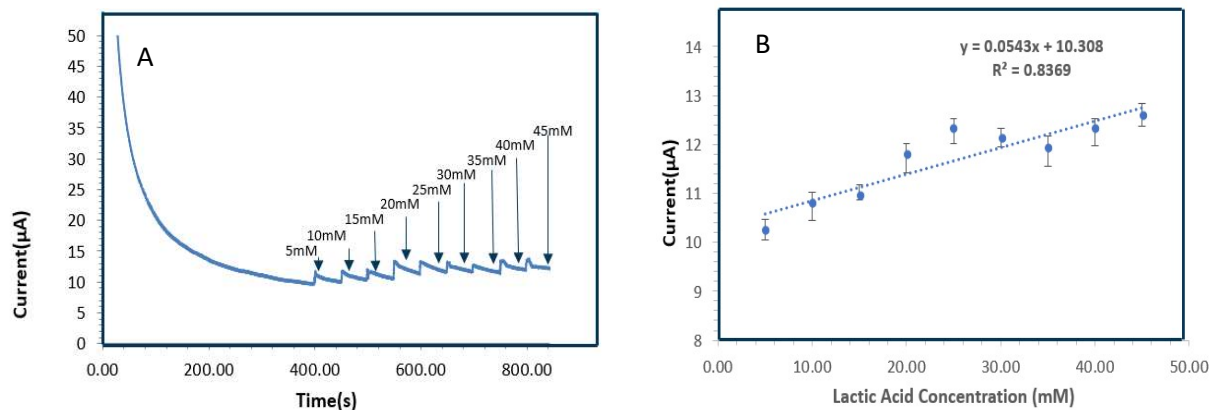 A
50
45
40
35
30
25
20
15
10
5
0
5mM
10mM
15mM
20mM
25mM
30mM
35mM
40mM
45mM
Current(µA)
0.00
200.00
400.00
600.00
800.00
Time(s)
B
y = 0.0543x + 10.308
R² = 0.8369
14
13
12
11
10
9
8
Current(µA)
0.00
10.00
20.00
30.00
40.00
50.00
Lactic Acid Concentration (mM)